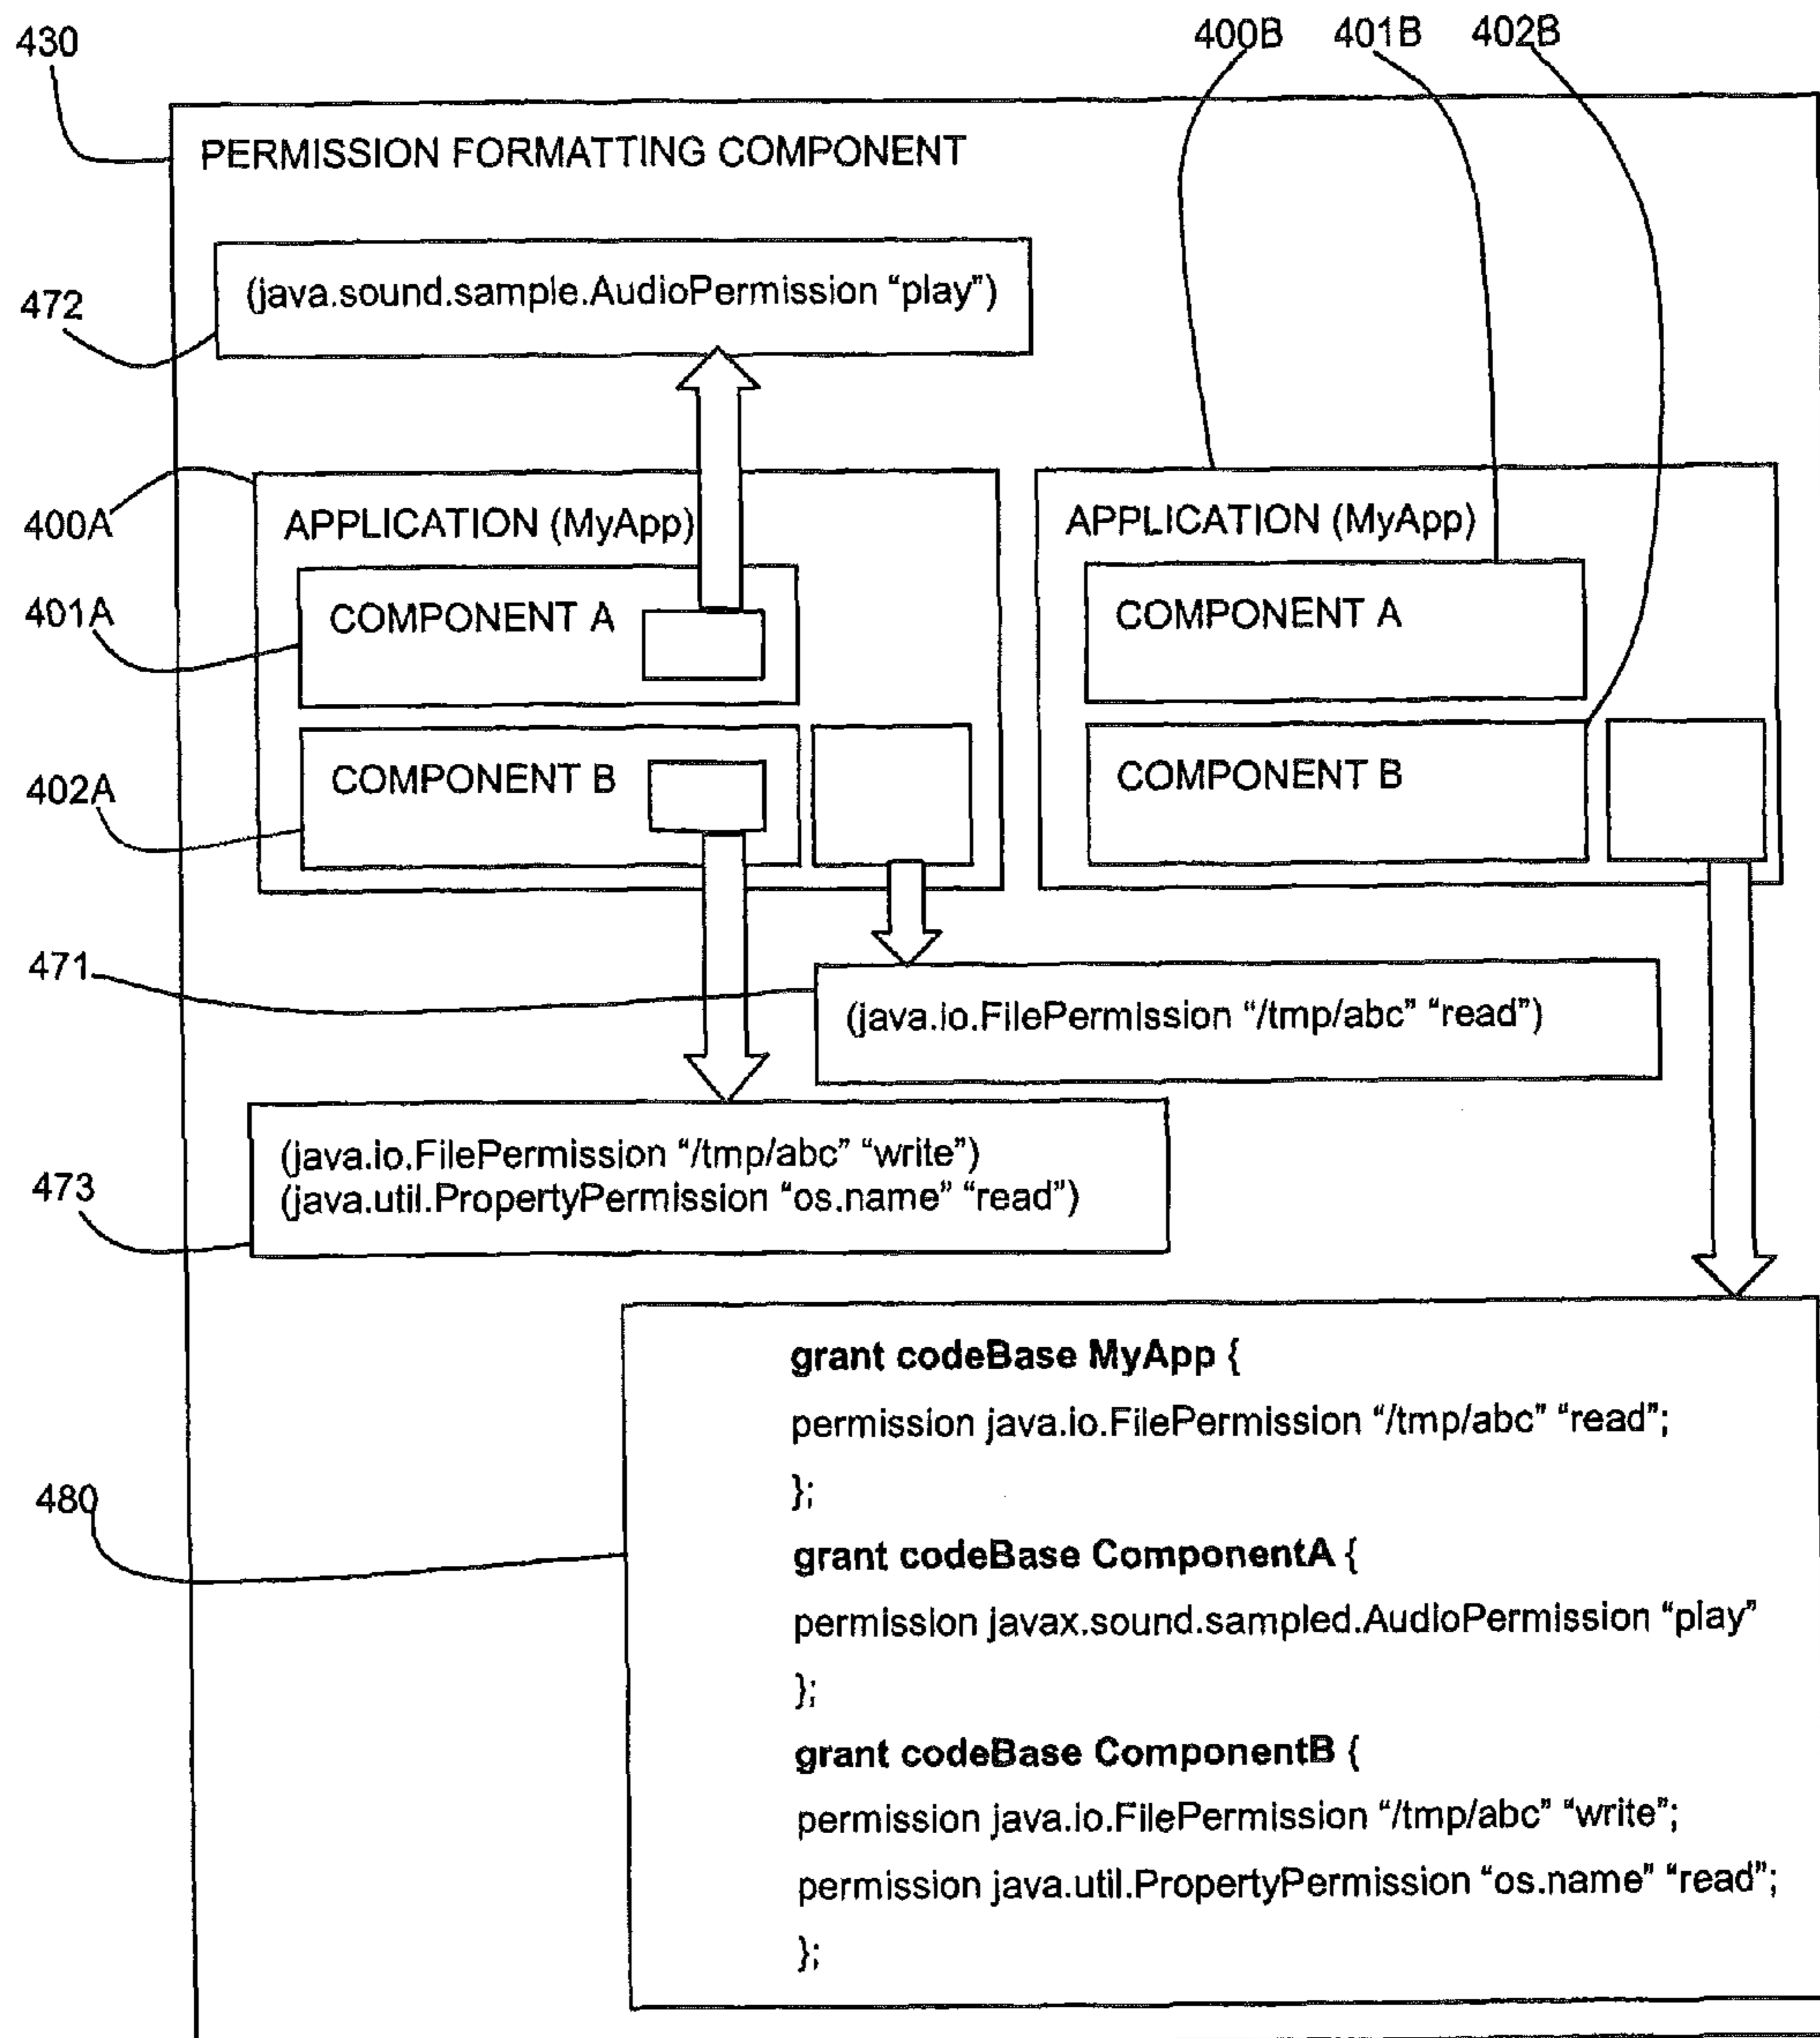 430
400B 401B 402B
PERMISSION FORMATTING COMPONENT
(java.sound.sample.AudioPermission “play”)
472
400A
APPLICATION (MyApp)
APPLICATION (MyApp)
401A
COMPONENT A
COMPONENT A
402A
COMPONENT B
COMPONENT B
471
(java.io.FilePermission “/tmp/abc” “read”)
(java.io.FilePermission “/tmp/abc” “write”)
(java.util.PropertyPermission “os.name” “read”)
473
grant codeBase MyApp {
permission java.io.FilePermission “/tmp/abc” “read”;
};
480
grant codeBase ComponentA {
permission javax.sound.sampled.AudioPermission “play”
};
grant codeBase ComponentB {
permission java.io.FilePermission “/tmp/abc” “write”;
permission java.util.PropertyPermission “os.name” “read”;
};